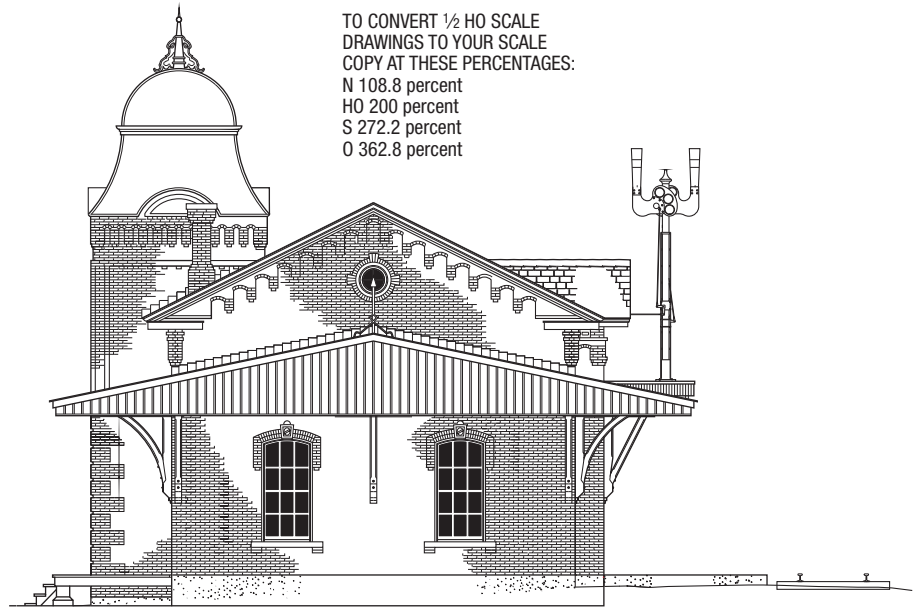 TO CONVERT ½ HO SCALE
DRAWINGS TO YOUR SCALE
COPY AT THESE PERCENTAGES:
N 108.8 percent
HO 200 percent
S 272.2 percent
O 362.8 percent